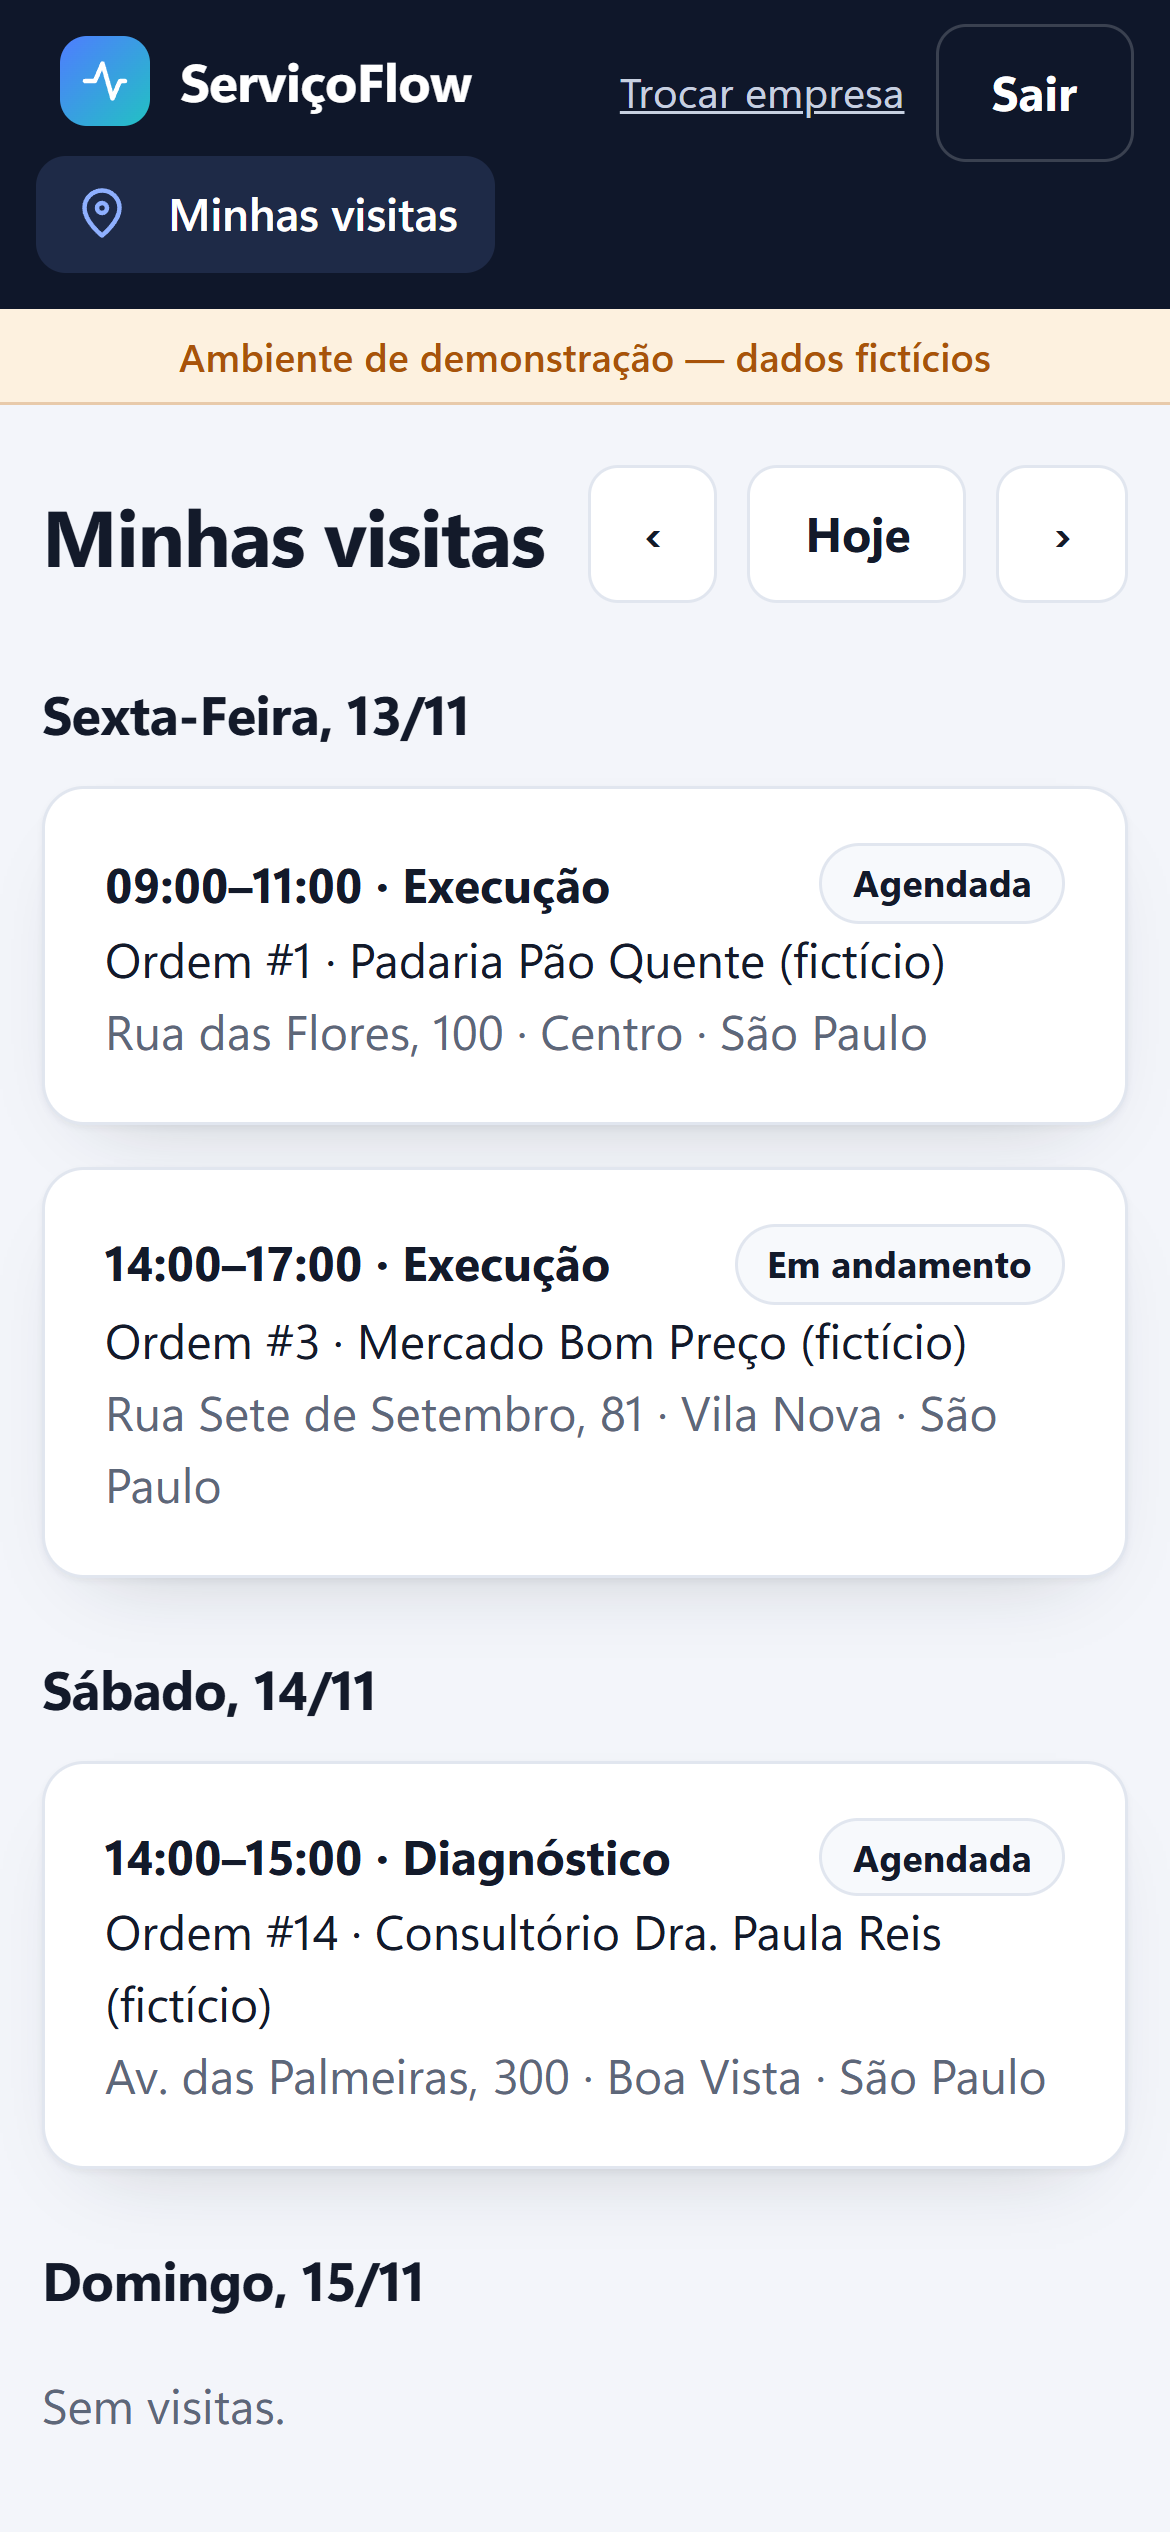 ServiçoFlow
Trocar empresa
Sair
Minhas visitas
Ambiente de demonstração — dados fictícios
Minhas visitas
‹
Hoje
›
Sexta-Feira, 13/11
09:00–11:00 · Execução
Agendada
Ordem #1 · Padaria Pão Quente (fictício)
Rua das Flores, 100 · Centro · São Paulo
14:00–17:00 · Execução
Em andamento
Ordem #3 · Mercado Bom Preço (fictício)
Rua Sete de Setembro, 81 · Vila Nova · São
Paulo
Sábado, 14/11
14:00–15:00 · Diagnóstico
Agendada
Ordem #14 · Consultório Dra. Paula Reis
(fictício)
Av. das Palmeiras, 300 · Boa Vista · São Paulo
Domingo, 15/11
Sem visitas.